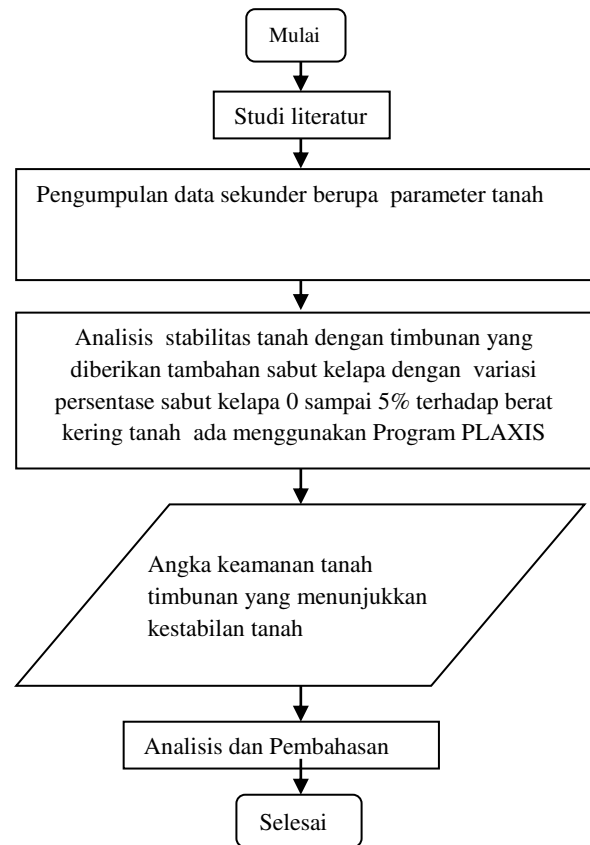 Mulai
Studi literatur
Pengumpulan data sekunder berupa parameter tanah
Analisis stabilitas tanah dengan timbunan yang
diberikan tambahan sabut kelapa dengan variasi
persentase sabut kelapa 0 sampai 5% terhadap berat
kering tanah ada menggunakan Program PLAXIS
Angka keamanan tanah
timbunan yang menunjukkan
kestabilan tanah
Analisis dan Pembahasan
Selesai